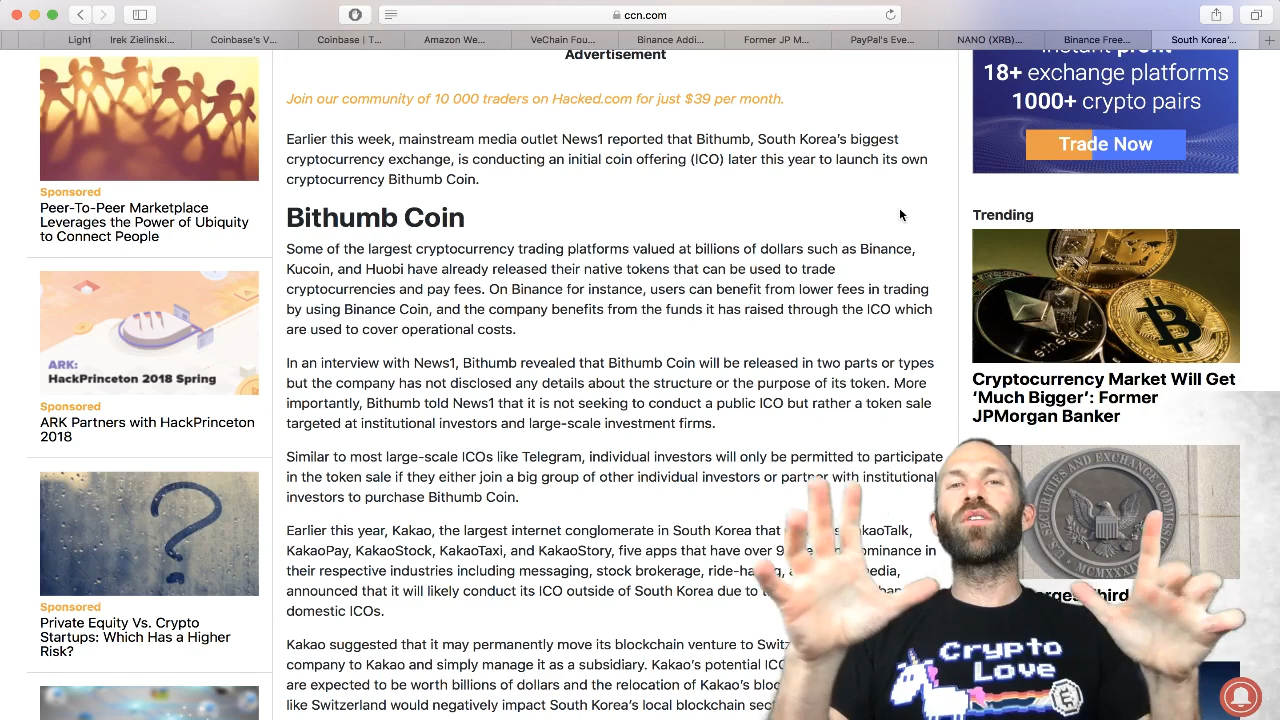 ccn.com
Light
Irek Zielinski...
Coinbase's V...
Coinbase | T...
Amazon We...
VeChain Fou...
Binance Addi...
Former JP M...
PayPal's Eve...
NANO (XRB)...
Binance Free...
South Korea'...
Sponsored
Peer-To-Peer Marketplace
Leverages the Power of Ubiquity
to Connect People
ARK:
HackPrinceton 2018 Spring
Sponsored
ARK Partners with HackPrinceton
2018
Sponsored
Private Equity Vs. Crypto
Startups: Which Has a Higher
Risk?
Advertisement
Join our community of 10 000 traders on Hacked.com for just $39 per month.
Earlier this week, mainstream media outlet News1 reported that Bithumb, South Korea's biggest
cryptocurrency exchange, is conducting an initial coin offering (ICO) later this year to launch its own
cryptocurrency Bithumb Coin.
Bithumb Coin
Some of the largest cryptocurrency trading platforms valued at billions of dollars such as Binance,
Kucoin, and Huobi have already released their native tokens that can be used to trade
cryptocurrencies and pay fees. On Binance for instance, users can benefit from lower fees in trading
by using Binance Coin, and the company benefits from the funds it has raised through the ICO which
are used to cover operational costs.
In an interview with News1, Bithumb revealed that Bithumb Coin will be released in two parts or types
but the company has not disclosed any details about the structure or the purpose of its token. More
importantly, Bithumb told News1 that it is not seeking to conduct a public ICO but rather a token sale
targeted at institutional investors and large-scale investment firms.
Similar to most large-scale ICOs like Telegram, individual investors will only be permitted to participate
in the token sale if they either join a big group of other individual investors or partner with institutional
investors to purchase Bithumb Coin.
Earlier this year, Kakao, the largest internet conglomerate in South Korea that
KakaoPay, KakaoStock, KakaoTaxi, and KakaoStory, five apps that have over in
their respective industries including messaging, stock brokerage,
announced that it will likely conduct its ICO outside of South Korea due to
domestic ICOs.
Kakao suggested that it may permanently move its blockchain venture to
company to Kakao and simply manage it as a subsidiary. Kakao's potential
are expected to be worth billions of dollars and the relocation of Kakao's
like Switzerland would negatively impact South Korea's local blockchain
instant profit
18+ exchange platforms
1000+ crypto pairs
Trade Now
Trending
Cryptocurrency Market Will Get
'Much Bigger': Former
JPMorgan Banker
SECURITIES AND EXCHANGE
MCMXXXIV
Crypto
Love